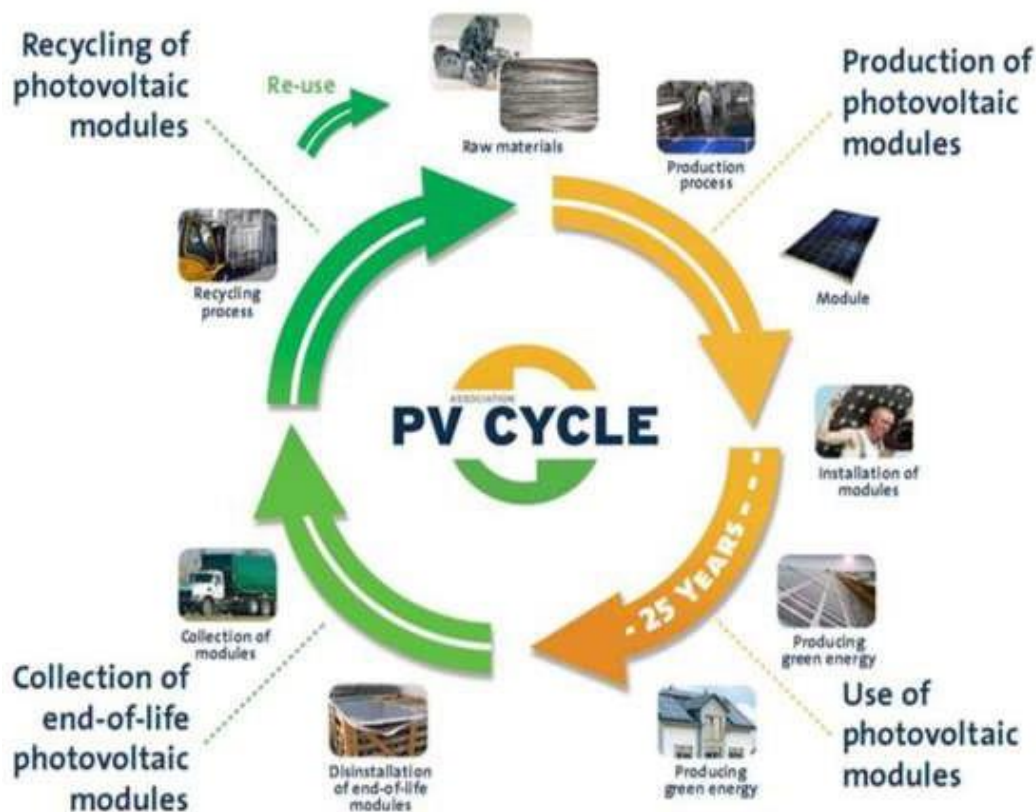 Recycling of
photovoltaic
modules
Re-use
Raw materials
Production
process
Production of
photovoltaic
modules
Module
Recycling
process
ASSOCIATION
PV CYCLE
Installation of
modules
- 25 YEARS - - -
Producing
green energy
Collection of
modules
Collection of
end-of-life
photovoltaic
modules
Disinstallation
of end-of-life
modules
Producing
green energy
Use of
photovoltaic
modules